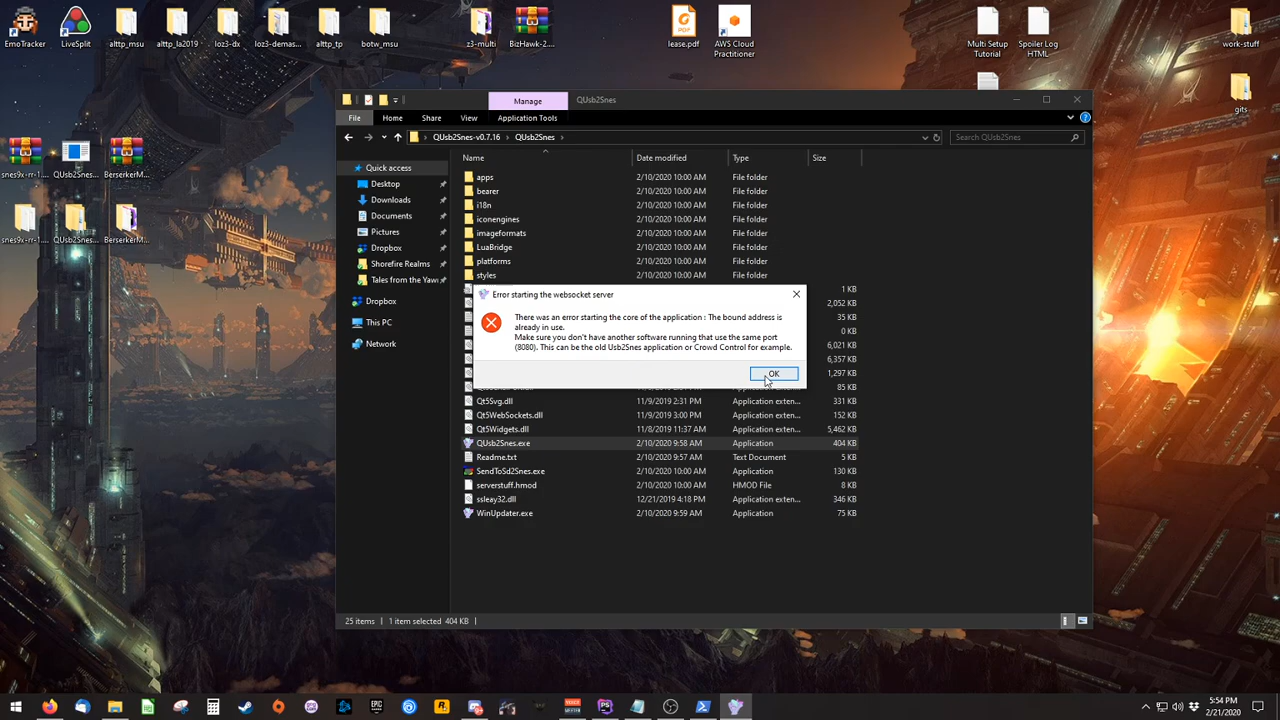 EmoTracker
LiveSplit
alttp_msu
alttp_la2019
loz3-dx
loz3-demas...
alttp_tp
botw_msu
z3-multi
BizHawk-2....
lease.pdf
AWS Cloud
Practitioner
Multi Setup
Tutorial
Spoiler Log
HTML
work-stuff
gits
snes9x-rr-1....
QUsb2Snes...
BerserkerM...
snes9x-rr-1....
QUsb2Snes...
BerserkerM...
Manage
QUsb2Snes
File
Home
Share
View
Application Tools
QUsb2Snes-v0.7.16
QUsb2Snes
Search QUsb2Snes
Quick access
Desktop
Downloads
Documents
Pictures
Dropbox
Shorefire Realms
Tales from the Yaw
Dropbox
This PC
Network
Name Date modified Type Size
apps 2/10/2020 10:00 AM File folder
bearer 2/10/2020 10:00 AM File folder
i18n 2/10/2020 10:00 AM File folder
iconengines 2/10/2020 10:00 AM File folder
imageformats 2/10/2020 10:00 AM File folder
LuaBridge 2/10/2020 10:00 AM File folder
platforms 2/10/2020 10:00 AM File folder
styles 2/10/2020 10:00 AM File folder
1 KB
2,052 KB
35 KB
0 KB
6,021 KB
6,357 KB
1,297 KB
85 KB
Error starting the websocket server
There was an error starting the core of the application : The bound address is
already in use.
Make sure you don't have another software running that use the same port
(8080). This can be the old Usb2Snes application or Crowd Control for example.
OK
Qt5Svg.dll 11/9/2019 2:31 PM Application exten... 331 KB
Qt5WebSockets.dll 11/9/2019 3:00 PM Application exten... 152 KB
Qt5Widgets.dll 11/8/2019 11:37 AM Application exten... 5,462 KB
QUsb2Snes.exe 2/10/2020 9:58 AM Application 404 KB
Readme.txt 2/10/2020 9:57 AM Text Document 5 KB
SendToSd2Snes.exe 2/10/2020 10:00 AM Application 130 KB
serverstuff.hmod 2/10/2020 10:00 AM HMOD File 8 KB
ssleay32.dll 12/21/2019 4:18 PM Application exten... 346 KB
WinUpdater.exe 2/10/2020 9:59 AM Application 75 KB
25 items
1 item selected 404 KB
EPIC
GAMES
5:54 PM
2/21/2020